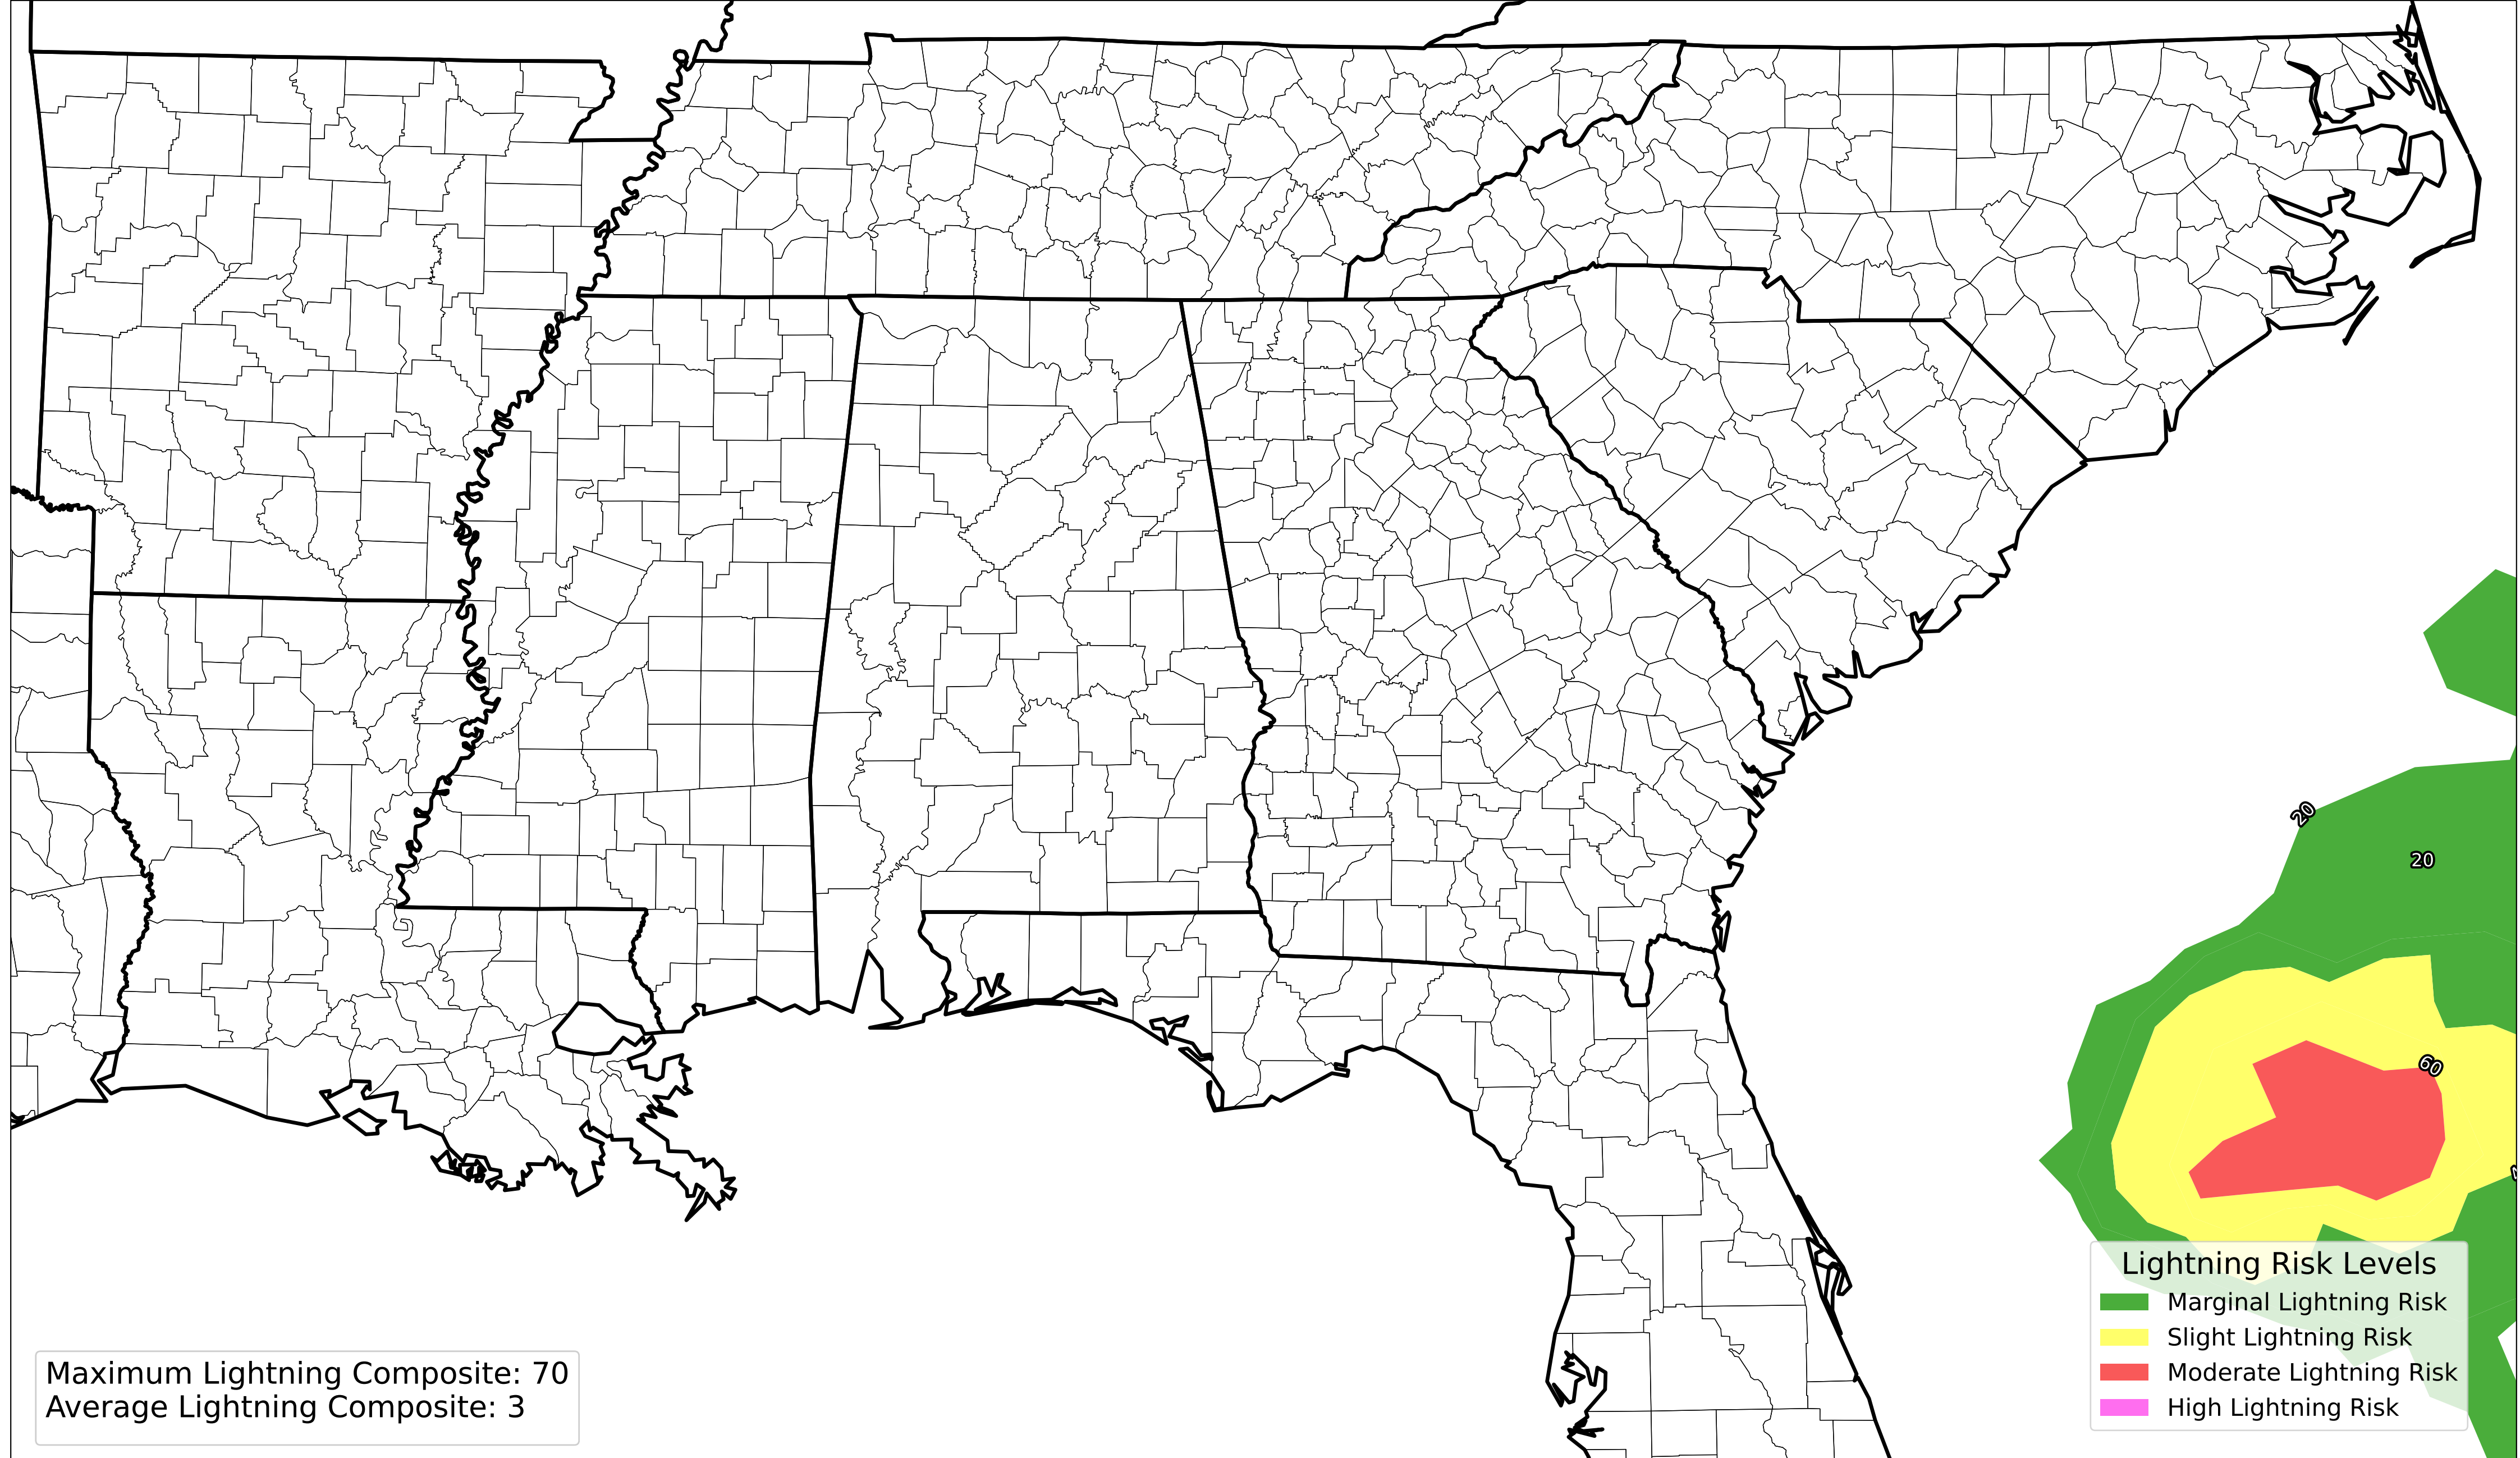 20
20
60
Lightning Risk Levels
Marginal Lightning Risk
Slight Lightning Risk
Moderate Lightning Risk
High Lightning Risk
Maximum Lightning Composite: 70
Average Lightning Composite: 3